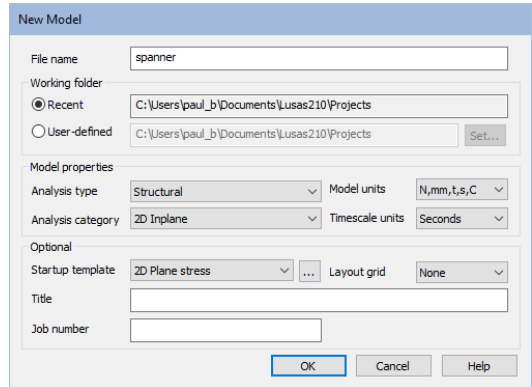 New Model
File name spanner
Working folder
Recent C:\Users\paul_b\Documents\Lusas210\Projects
User-defined C:\Users\paul_b\Documents\Lusas210\Projects Set...
Model properties
Analysis type Structural Model units N,mm,t,s,C
Analysis category 2D Inplane Timescale units Seconds
Optional
Startup template 2D Plane stress ... Layout grid None
Title
Job number
OK Cancel Help